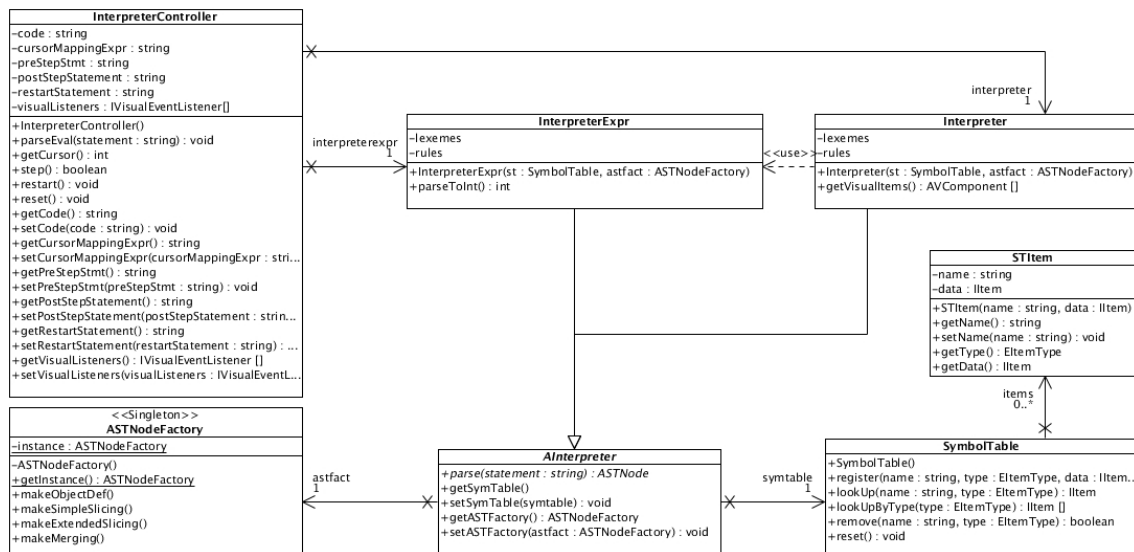 InterpreterController
-code : string
-cursorMappingExpr : string
-preStepStmt : string
-postStepStatement : string
-restartStatement : string
-visualListeners : IVisualEventListener[]
+InterpreterController()
+parseEval(statement : string) : void
+getCursor() : int
+step() : boolean
+restart() : void
+reset() : void
+getCode() : string
+setCode(code : string) : void
+getCursorMappingExpr() : string
+setCursorMappingExpr(cursorMappingExpr : stri...
+getPreStepStmt() : string
+setPreStepStmt(preStepStmt : string) : void
+getPostStepStatement() : string
+setPostStepStatement(postStepStatement : strin...
+getRestartStatement() : string
+setRestartStatement(restartStatement : string) : ...
+getVisualListeners() : IVisualEventListener []
+setVisualListeners(visualListeners : IVisualEventL...
interpreter
1
interpreterexpr
1
InterpreterExpr
-lexemes
-rules
+InterpreterExpr(st : SymbolTable, astfact : ASTNodeFactory)
+parseToInt() : int
<<use>>
Interpreter
-lexemes
-rules
+Interpreter(st : SymbolTable, astfact : ASTNodeFactory)
+getVisualItems() : AVComponent []
STItem
-name : string
-data : IItem
+STItem(name : string, data : IItem)
+getName() : string
+setName(name : string) : void
+getType() : EItemType
+getData() : IItem
items
0..*
<<Singleton>>
ASTNodeFactory
-instance : ASTNodeFactory
-ASTNodeFactory()
+getInstance() : ASTNodeFactory
+makeObjectDef()
+makeSimpleSlicing()
+makeExtendedSlicing()
+makeMerging()
astfact
1
AInterpreter
+parse(statement : string) : ASTNode
+getSymTable()
+setSymTable(symtable) : void
+getASTFactory() : ASTNodeFactory
+setASTFactory(astfact : ASTNodeFactory) : void
symtable
1
SymbolTable
+SymbolTable()
+register(name : string, type : EItemType, data : IItem...
+lookUp(name : string, type : EItemType) : IItem
+lookUpByType(type : EItemType) : IItem []
+remove(name : string, type : EItemType) : boolean
+reset() : void